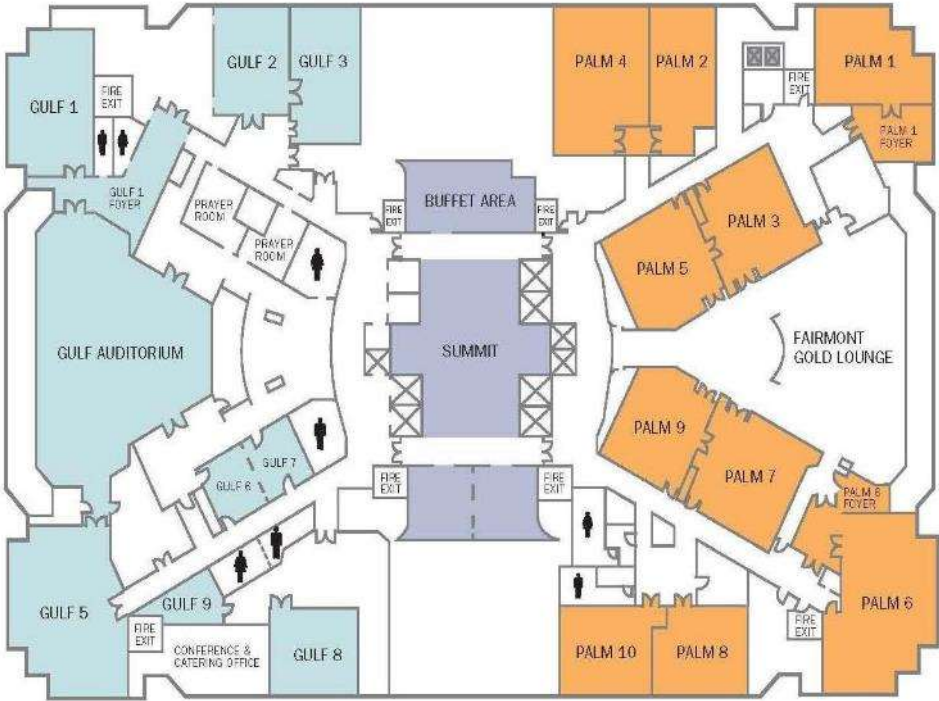 GULF 1
FIRE
EXIT
GULF 2
GULF 3
PALM 4
PALM 2
FIRE
EXIT
PALM 1
PALM 1
FOYER
GULF 1
FOYER
PRAYER
ROOM
PRAYER
ROOM
FIRE
EXIT
BUFFET AREA
FIRE
EXIT
PALM 3
PALM 5
GULF AUDITORIUM
SUMMIT
FAIRMONT
GOLD LOUNGE
GULF 7
GULF 6
PALM 9
PALM 7
FIRE
EXIT
FIRE
EXIT
PALM 6
FOYER
GULF 5
GULF 9
FIRE
EXIT
CONFERENCE &
CATERING OFFICE
GULF 8
PALM 10
PALM 8
FIRE
EXIT
PALM 6